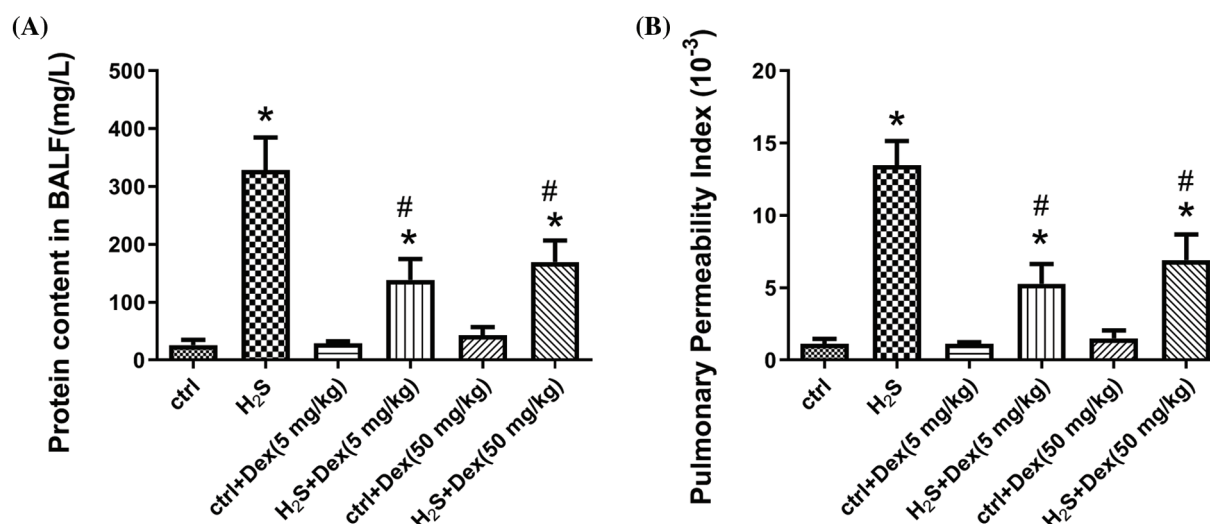 (A)
Protein content in BALF(mg/L)
500
400
300
200
100
0
*
#
*
#
*
ctrl
H₂S
ctrl+Dex(5 mg/kg)
H₂S+Dex(5 mg/kg)
ctrl+Dex(50 mg/kg)
H₂S+Dex(50 mg/kg)
(B)
Pulmonary Permeability Index (10⁻³)
20
15
10
5
0
*
#
*
#
*
ctrl
H₂S
ctrl+Dex(5 mg/kg)
H₂S+Dex(5 mg/kg)
ctrl+Dex(50 mg/kg)
H₂S+Dex(50 mg/kg)